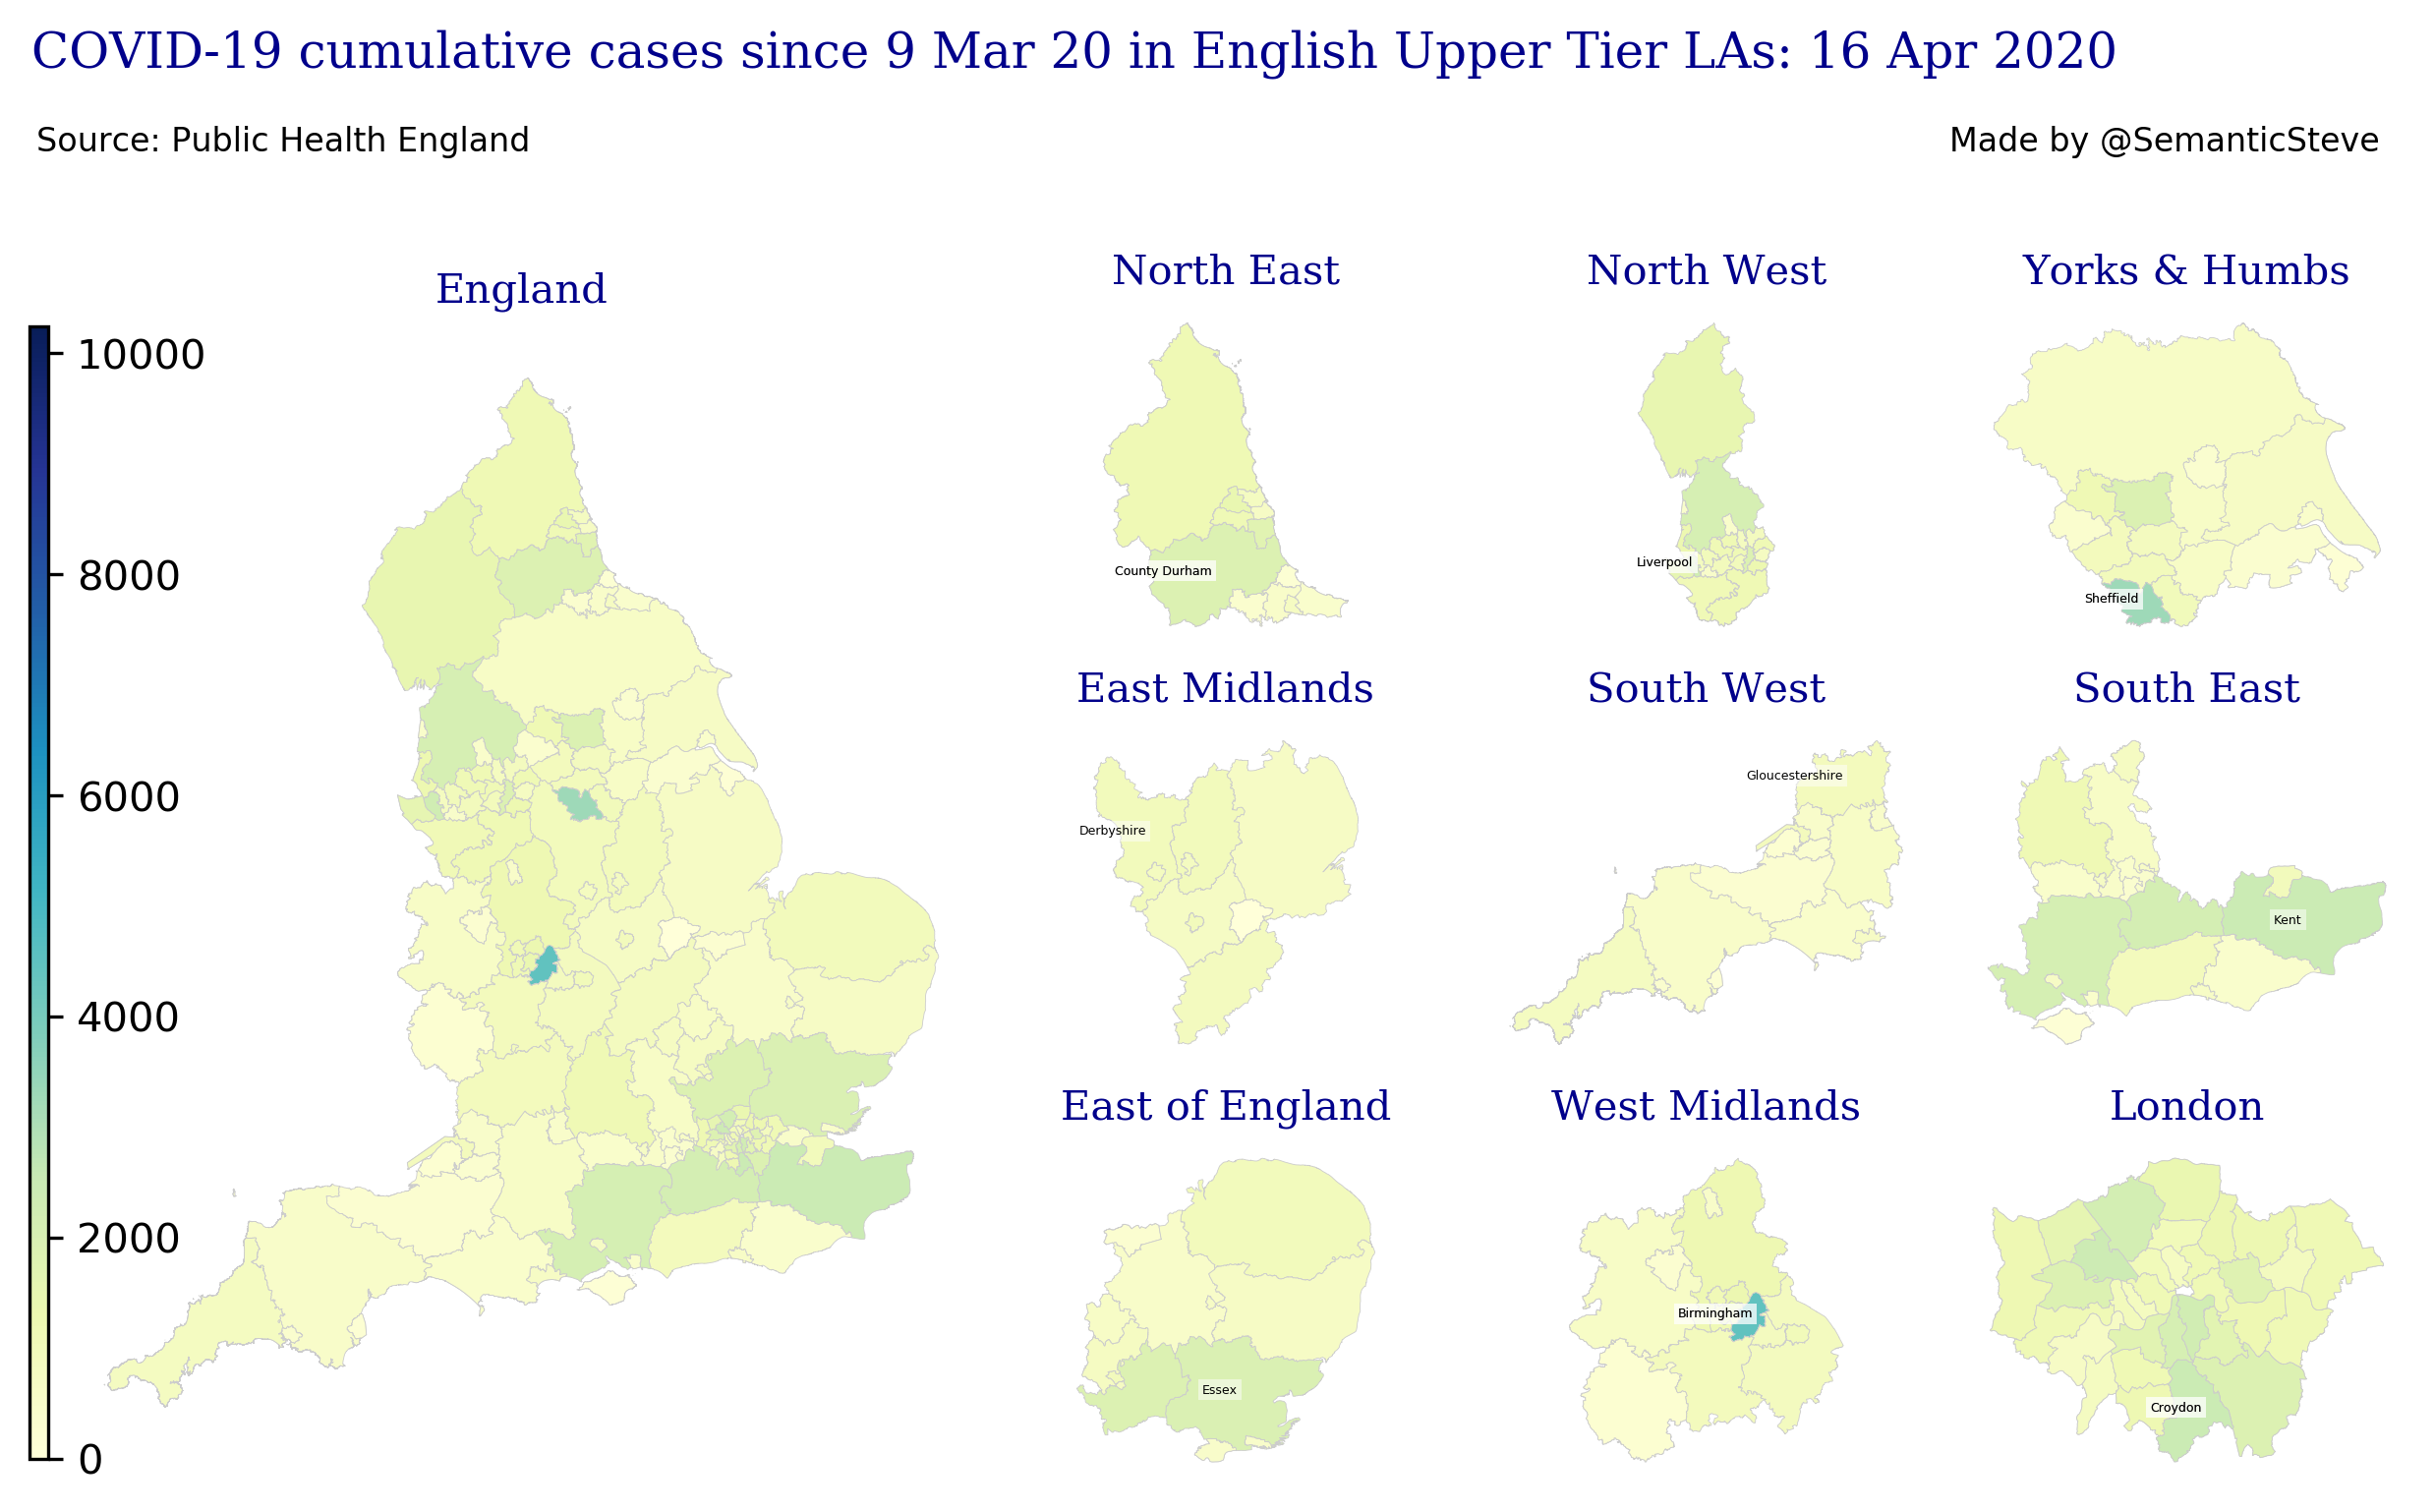 COVID-19 cumulative cases since 9 Mar 20 in English Upper Tier LAs: 16 Apr 2020
Source: Public Health England
Made by @SemanticSteve
England
10000
8000
6000
4000
2000
0
North East
County Durham
North West
Liverpool
Yorks & Humbs
Sheffield
East Midlands
Derbyshire
South West
Gloucestershire
South East
Kent
East of England
Essex
West Midlands
Birmingham
London
Croydon